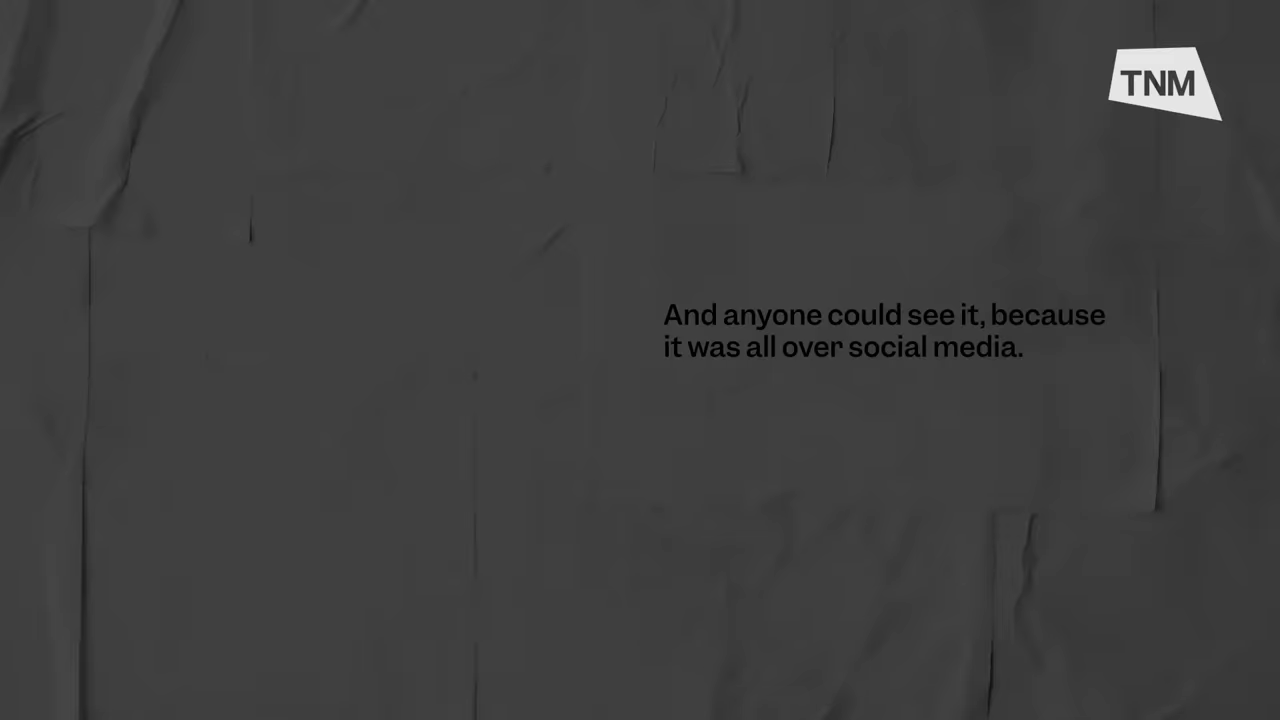 TNM
And anyone could see it, because
it was all over social media.